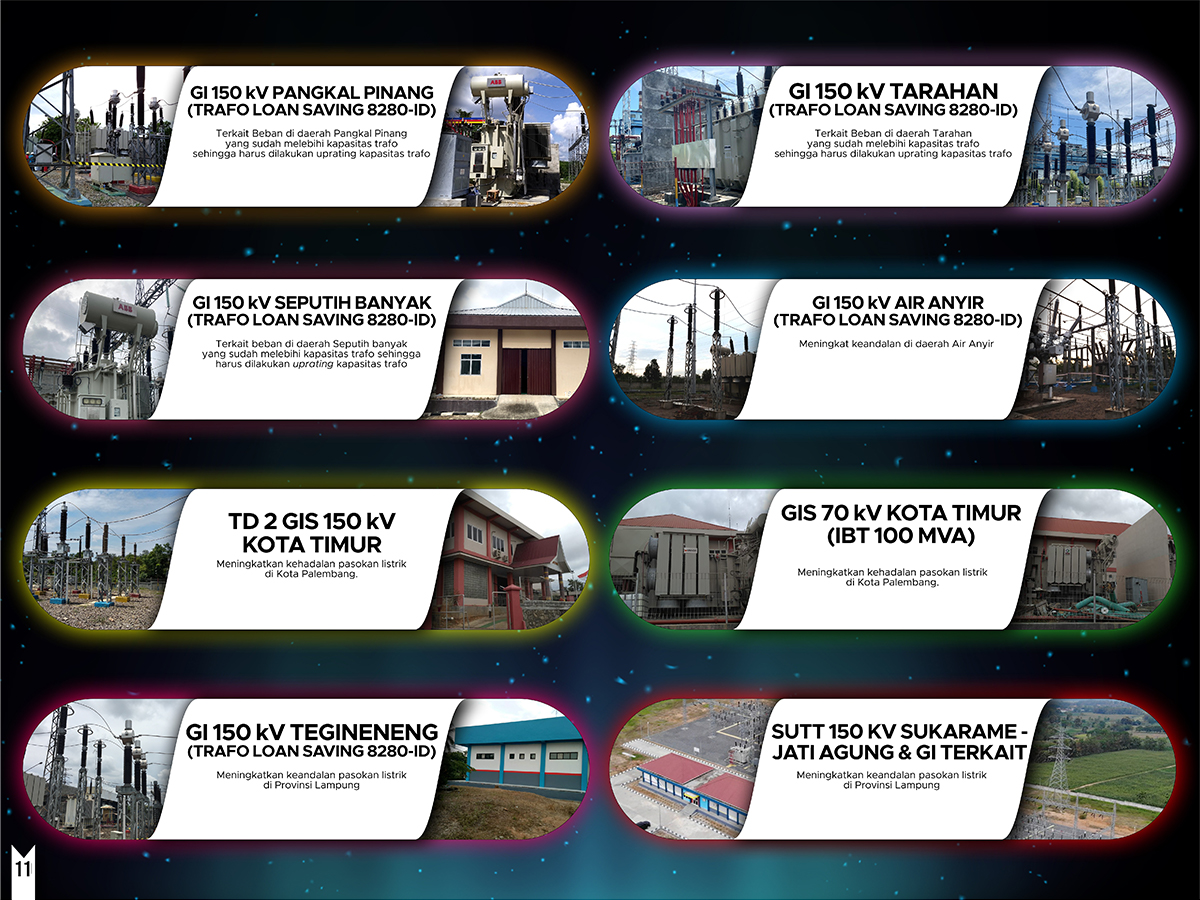 GI 150 kV PANGKAL PINANG
(TRAFO LOAN SAVING 8280-ID)
Terkait Beban di daerah Pangkal Pinang
yang sudah melebihi kapasitas trafo
sehingga harus dilakukan uprating kapasitas trafo
ABB
GI 150 kV TARAHAN
(TRAFO LOAN SAVING 8280-ID)
Terkait Beban di daerah Tarahan
yang sudah melebihi kapasitas trafo
sehingga harus dilakukan uprating kapasitas trafo
ABB
GI 150 kV SEPUTIH BANYAK
(TRAFO LOAN SAVING 8280-ID)
Terkait beban di daerah Seputih banyak
yang sudah melebihi kapasitas trafo sehingga
harus dilakukan uprating kapasitas trafo
GI 150 kV AIR ANYIR
(TRAFO LOAN SAVING 8280-ID)
Meningkat keandalan di daerah Air Anyir
TD 2 GIS 150 kV
KOTA TIMUR
Meningkatkan kehadalan pasokan listrik
di Kota Palembang.
GIS 70 kV KOTA TIMUR
(IBT 100 MVA)
Meningkatkan kehadalan pasokan listrik
di Kota Palembang.
GI 150 kV TEGINENENG
(TRAFO LOAN SAVING 8280-ID)
Meningkatkan keandalan pasokan listrik
di Provinsi Lampung
SUTT 150 KV SUKARAME -
JATI AGUNG & GI TERKAIT
Meningkatkan keandalan pasokan listrik
di Provinsi Lampung
11